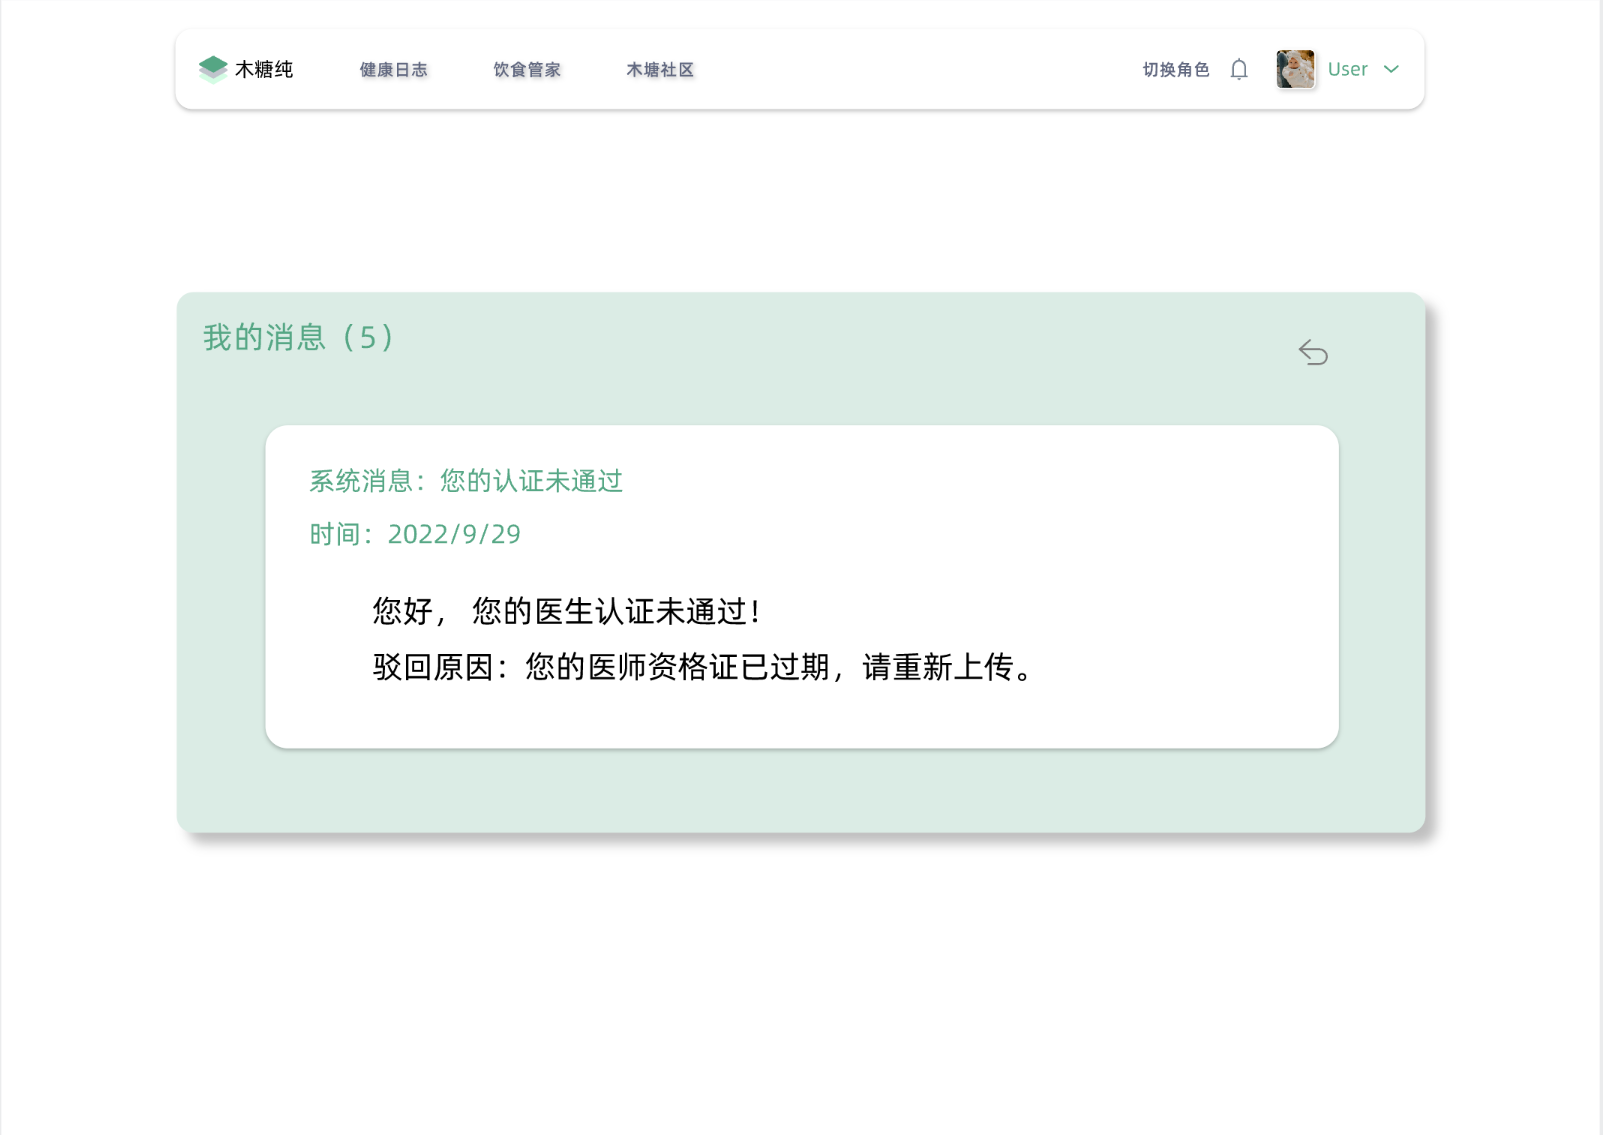 木糖纯
健康日志
饮食管家
木塘社区
切换角色
User
我的消息（5）
系统消息：您的认证未通过
时间：2022/9/29
您好， 您的医生认证未通过！
驳回原因：您的医师资格证已过期，请重新上传。